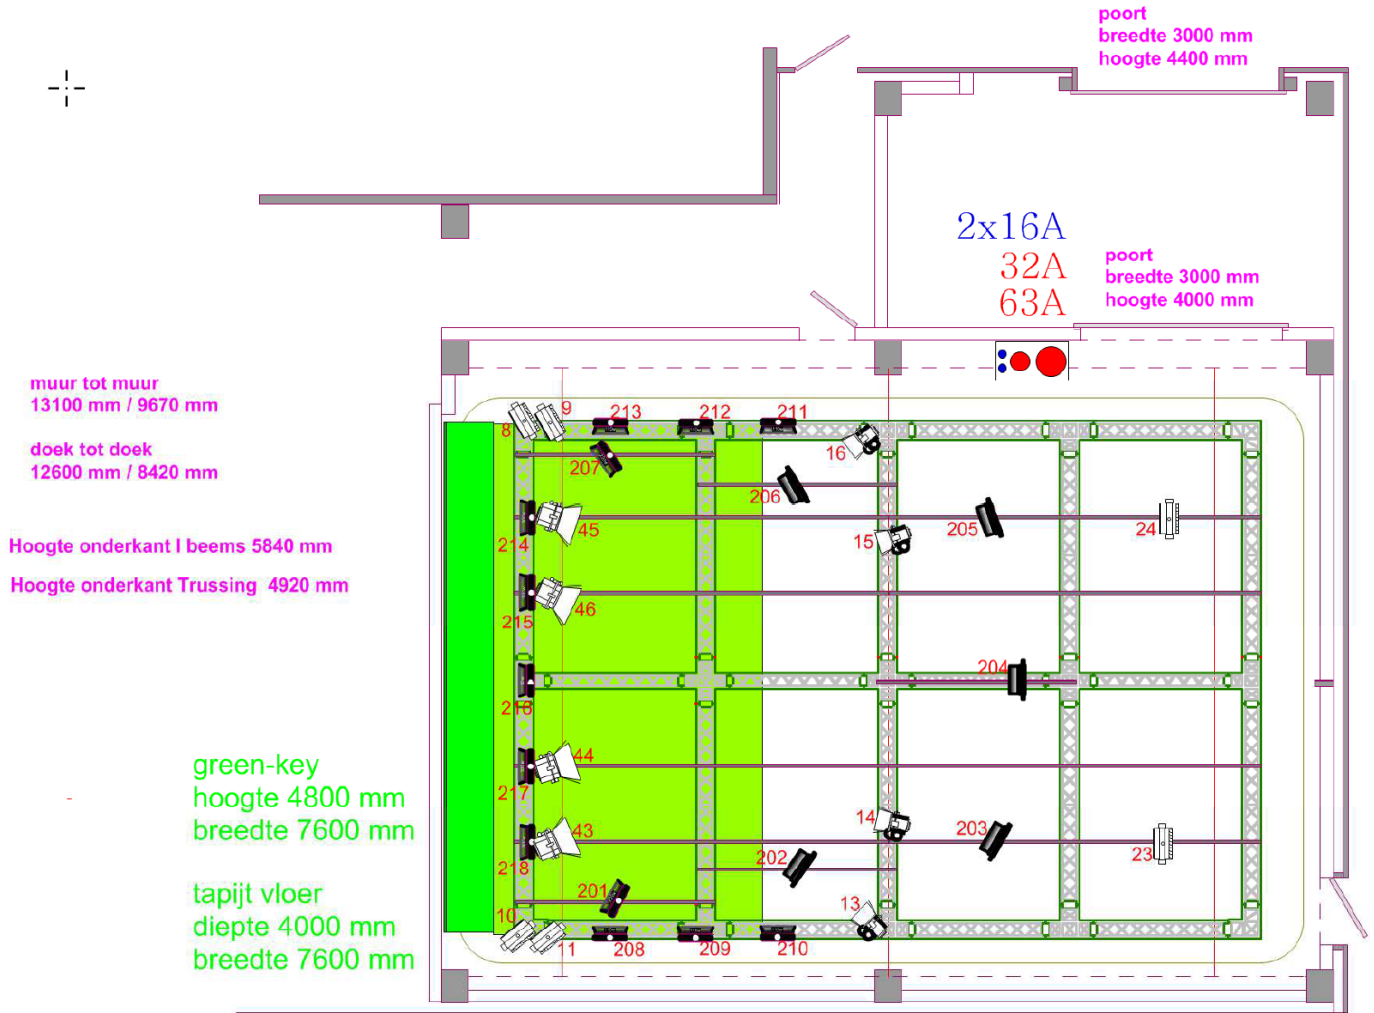 poort
breedte 3000 mm
hoogte 4400 mm
2x16A
32A
63A
poort
breedte 3000 mm
hoogte 4000 mm
muur tot muur
13100 mm / 9670 mm
doek tot doek
12600 mm / 8420 mm
Hoogte onderkant I beems 5840 mm
Hoogte onderkant Trussing 4920 mm
green-key
hoogte 4800 mm
breedte 7600 mm
tapijt vloer
diepte 4000 mm
breedte 7600 mm
8
9
213
212
211
16
207
206
214
45
15
205
24
215
46
204
216
44
217
43
14
203
23
218
202
201
10
13
11
208
209
210